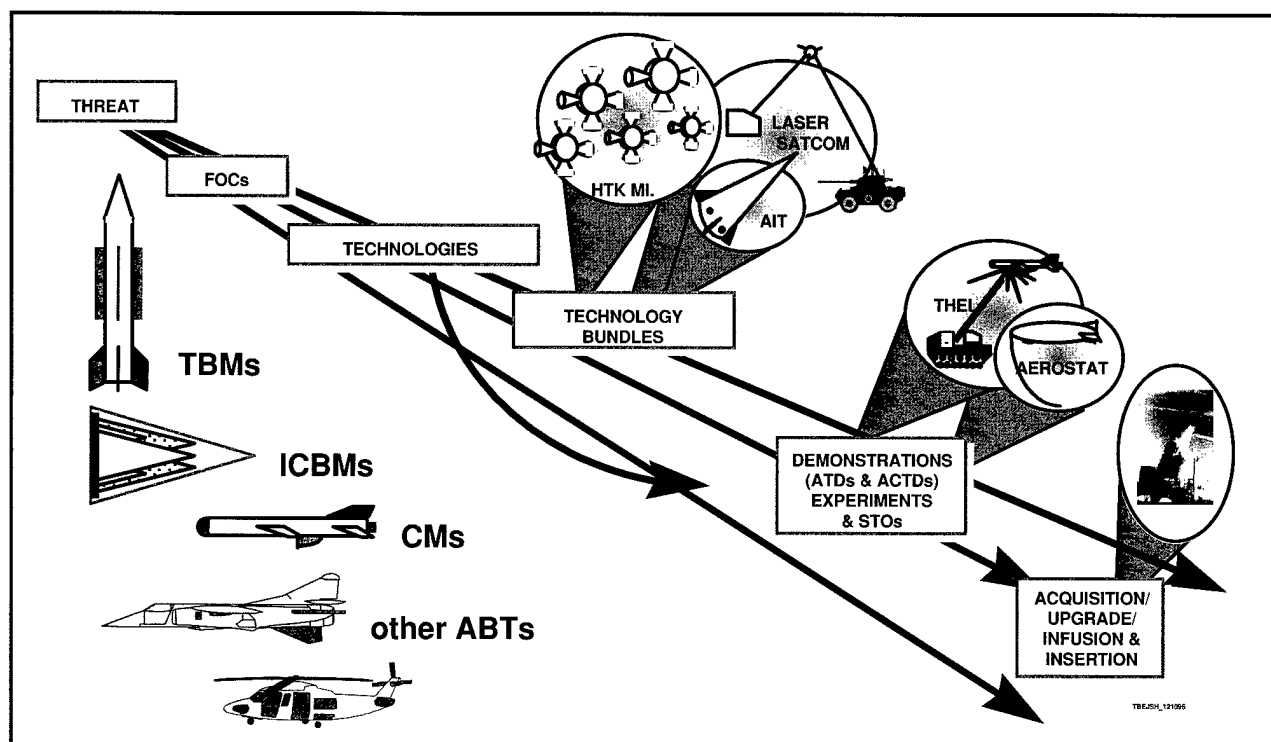 THREAT
FOCs
TECHNOLOGIES
TECHNOLOGY
BUNDLES
HTK MI.
LASER
SATCOM
AIT
THEL
AEROSTAT
TBMs
ICBMs
CMs
other ABTs
DEMONSTRATIONS
(ATDs & ACTDs)
EXPERIMENTS
& STOs
ACQUISITION/
UPGRADE/
INFUSION &
INSERTION